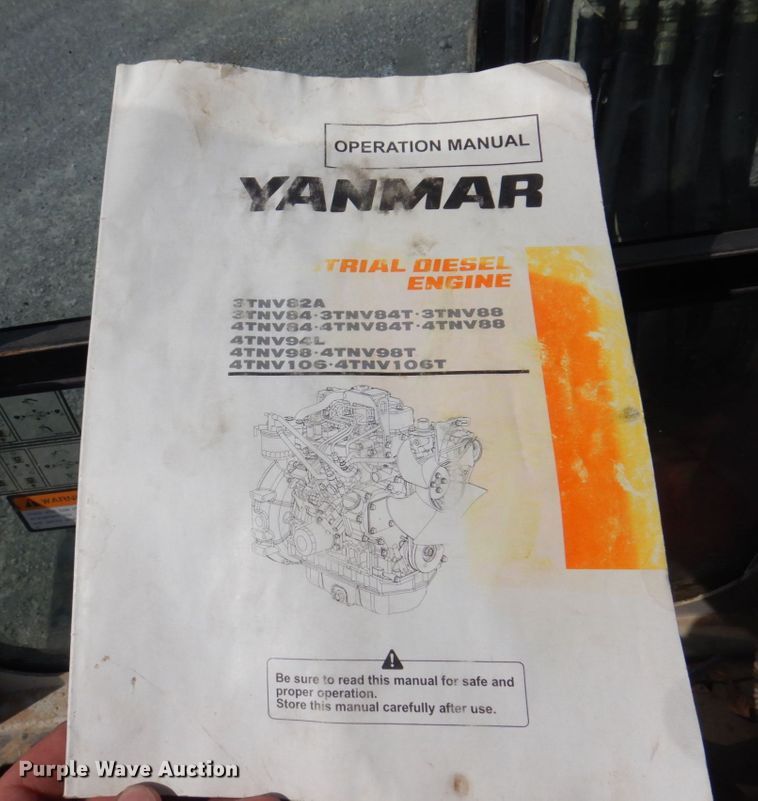 OPERATION MANUAL
YANMAR
TRIAL DIESEL
ENGINE
3TNV82A
3TNV84·3TNV84T·3TNV88
4TNV84·4TNV84T·4TNV88
4TNV94L
4TNV98·4TNV98T
4TNV106·4TNV106T
Be sure to read this manual for safe and
proper operation.
Store this manual carefully after use.
WARN
Purple Wave Auction